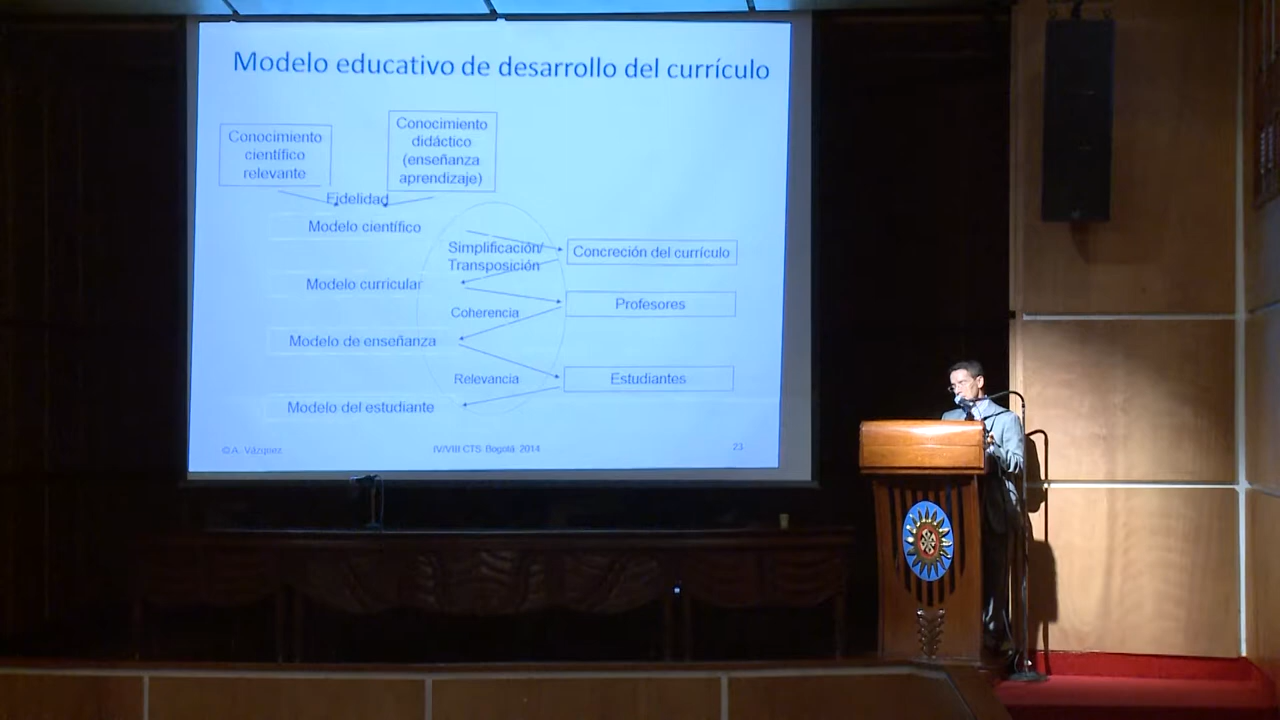 Modelo educativo de desarrollo del currículo
Conocimiento
científico
relevante
Conocimiento
didáctico
(enseñanza
aprendizaje)
Fidelidad
Modelo científico
Simplificación/
Transposición
Concreción del currículo
Modelo curricular
Coherencia
Profesores
Modelo de enseñanza
Relevancia
Estudiantes
Modelo del estudiante
©A. Vázquez
IV/VIII CTS Bogotá 2014
23